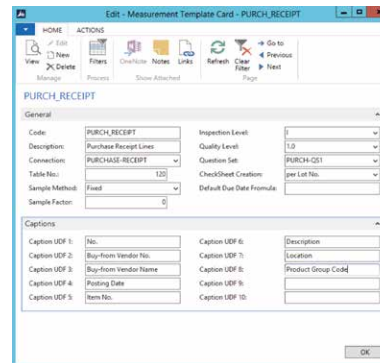 Edit - Measurement Template Card - PURCH_RECEIPT
HOME ACTIONS
View
Edit
New
Delete
Filters
OneNote Notes Links
Refresh Clear Filter
Go to
Previous
Next
Manage Process Show Attached Page
PURCH_RECEIPT
General
Code: PURCH_RECEIPT Inspection Level: I
Description: Purchase Receipt Lines Quality Level: 1.0
Connection: PURCHASE-RECEIPT Question Set: PURCH-QS1
Table No.: 120 CheckSheet Creation: per Lot No.
Sample Method: Fixed Default Due Date Formula:
Sample Factor: 0
Captions
Caption UDF 1: No. Caption UDF 6: Description
Caption UDF 2: Buy-from Vendor No. Caption UDF 7: Location
Caption UDF 3: Buy-from Vendor Name Caption UDF 8: Product Group Code
Caption UDF 4: Posting Date Caption UDF 9:
Caption UDF 5: Item No. Caption UDF 10:
OK